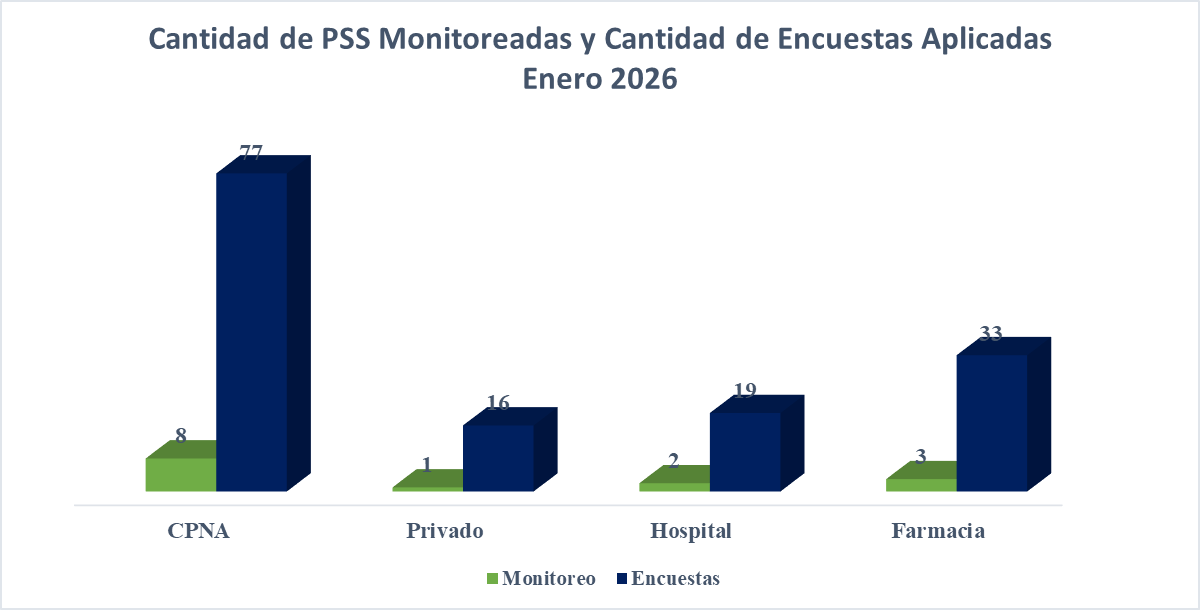 Cantidad de PSS Monitoreadas y Cantidad de Encuestas Aplicadas
Enero 2026
77
8
16
1
19
2
33
3
CPNA
Privado
Hospital
Farmacia
Monitoreo
Encuestas